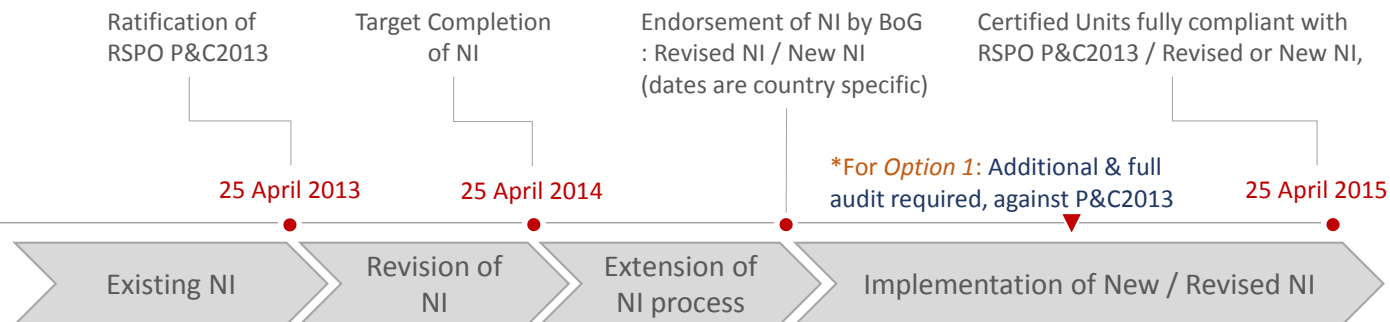 Ratification of
RSPO P&C2013
Target Completion
of NI
Endorsement of NI by BoG
: Revised NI / New NI
(dates are country specific)
Certified Units fully compliant with
RSPO P&C2013 / Revised or New NI,
*For Option 1: Additional & full
audit required, against P&C2013
25 April 2013
25 April 2014
25 April 2015
Existing NI
Revision of
NI
Extension of
NI process
Implementation of New / Revised NI